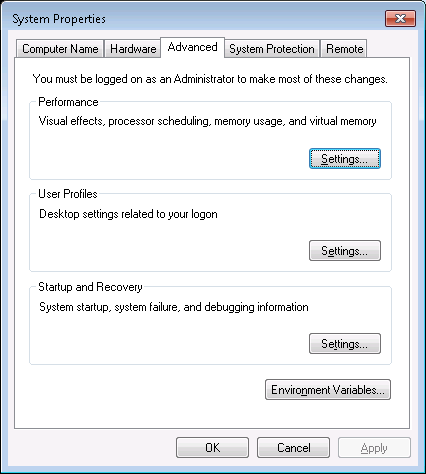 System Properties
Computer Name Hardware Advanced System Protection Remote
You must be logged on as an Administrator to make most of these changes.
Performance
Visual effects, processor scheduling, memory usage, and virtual memory
Settings...
User Profiles
Desktop settings related to your logon
Settings...
Startup and Recovery
System startup, system failure, and debugging information
Settings...
Environment Variables...
OK Cancel Apply